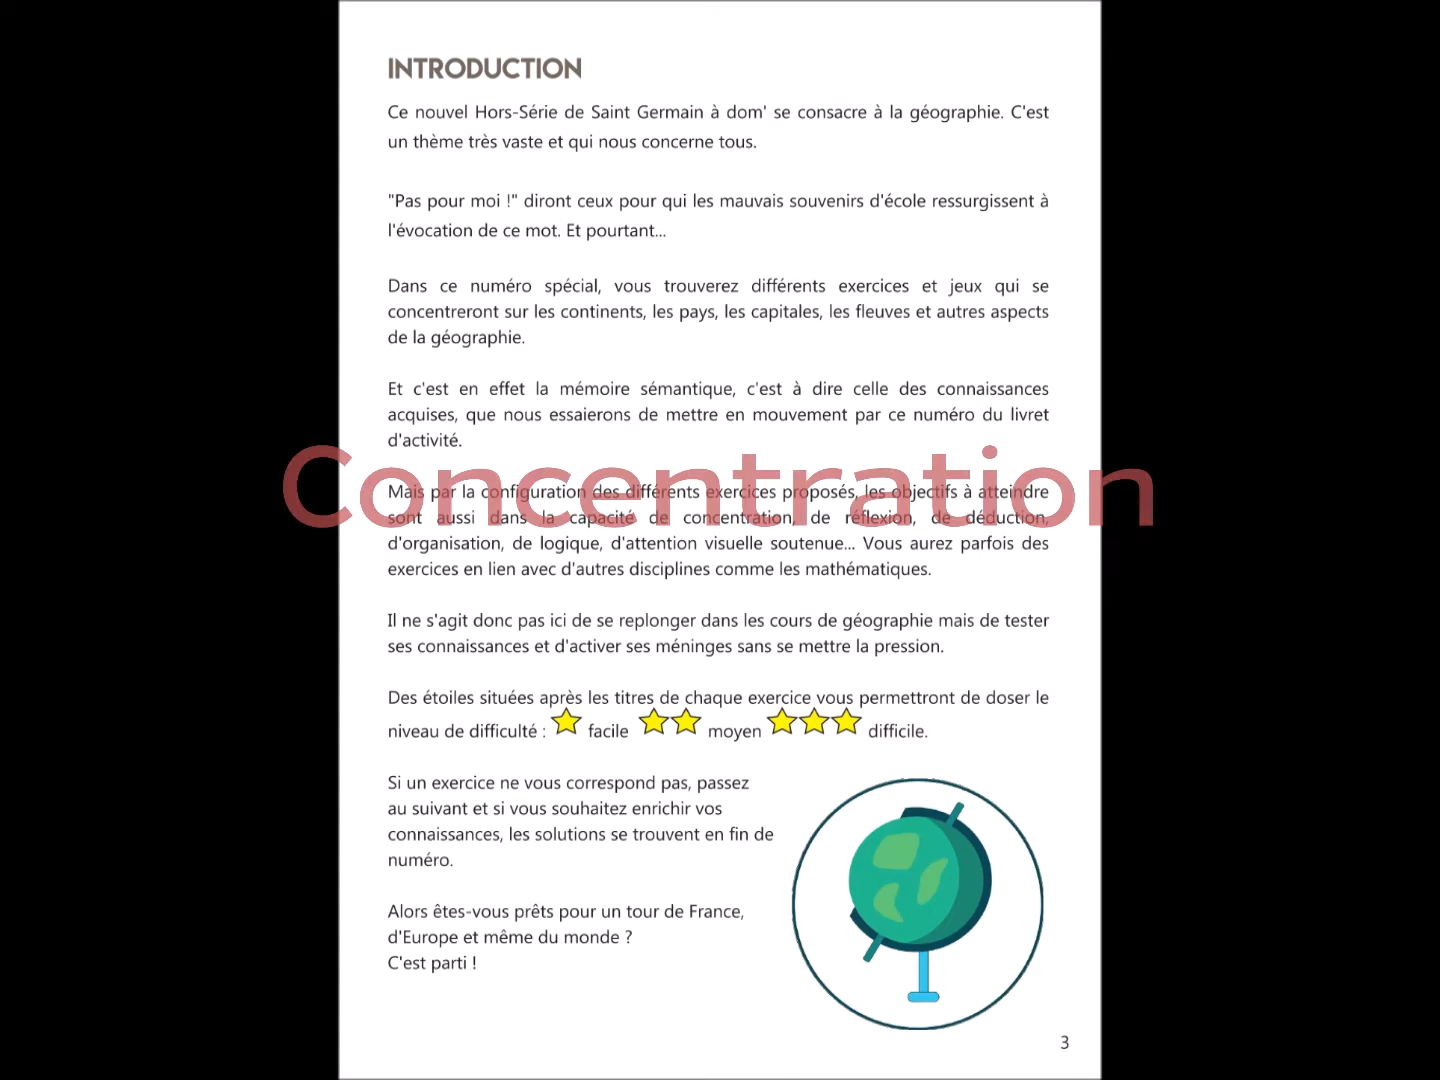 INTRODUCTION
Ce nouvel Hors-Série de Saint Germain à dom' se consacre à la géographie. C'est
un thème très vaste et qui nous concerne tous.
"Pas pour moi !" diront ceux pour qui les mauvais souvenirs d'école ressurgissent à
l'évocation de ce mot. Et pourtant...
Dans ce numéro spécial, vous trouverez différents exercices et jeux qui se
concentreront sur les continents, les pays, les capitales, les fleuves et autres aspects
de la géographie.
Et c'est en effet la mémoire sémantique, c'est à dire celle des connaissances
acquises, que nous essaierons de mettre en mouvement par ce numéro du livret
d'activité.
Concentration
Mais par la configuration des différents exercices proposés, les objectifs à atteindre
sont aussi dans la capacité de concentration, de réflexion, de déduction,
d'organisation, de logique, d'attention visuelle soutenue... Vous aurez parfois des
exercices en lien avec d'autres disciplines comme les mathématiques.
Il ne s'agit donc pas ici de se replonger dans les cours de géographie mais de tester
ses connaissances et d'activer ses méninges sans se mettre la pression.
Des étoiles situées après les titres de chaque exercice vous permettront de doser le
niveau de difficulté : facile moyen difficile.
Si un exercice ne vous correspond pas, passez
au suivant et si vous souhaitez enrichir vos
connaissances, les solutions se trouvent en fin de
numéro.
Alors êtes-vous prêts pour un tour de France,
d'Europe et même du monde ?
C'est parti !
3